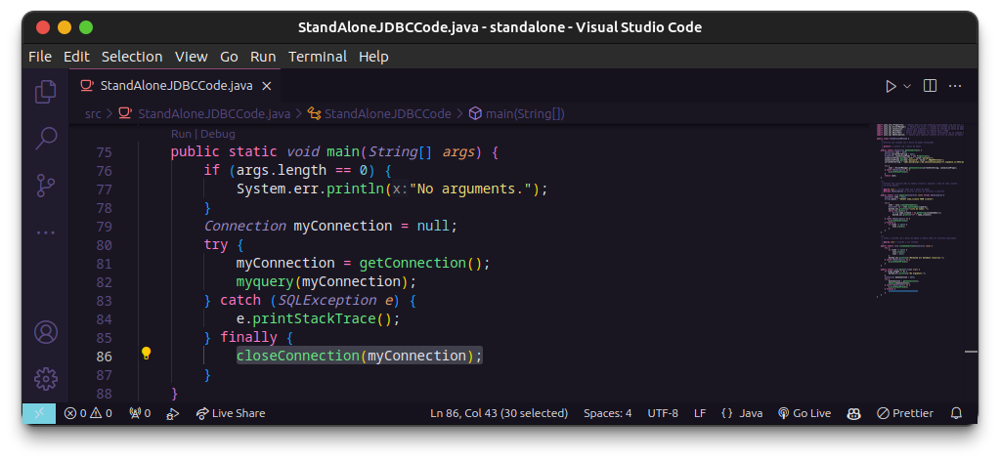 StandAloneJDBCCode.java - standalone - Visual Studio Code
File Edit Selection View Go Run Terminal Help
StandAloneJDBCCode.java ×
src > StandAloneJDBCCode.java > StandAloneJDBCCode > main(String[])
Run | Debug
75 public static void main(String[] args) {
76 if (args.length == 0) {
77 System.err.println(x:"No arguments.");
78 }
79 Connection myConnection = null;
80 try {
81 myConnection = getConnection();
82 myquery(myConnection);
83 } catch (SQLException e) {
84 e.printStackTrace();
85 } finally {
86 closeConnection(myConnection);
87 }
88 }
0 0 0 Live Share Ln 86, Col 43 (30 selected) Spaces: 4 UTF-8 LF { } Java Go Live Prettier